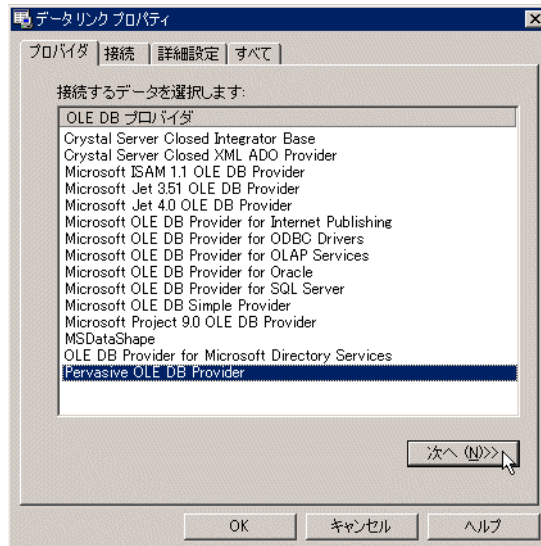 データ リンク プロパティ
プロバイダ 接続 詳細設定 すべて
接続するデータを選択します:
OLE DB プロバイダ
Crystal Server Closed Integrator Base
Crystal Server Closed XML ADO Provider
Microsoft ISAM 1.1 OLE DB Provider
Microsoft Jet 3.51 OLE DB Provider
Microsoft Jet 4.0 OLE DB Provider
Microsoft OLE DB Provider for Internet Publishing
Microsoft OLE DB Provider for ODBC Drivers
Microsoft OLE DB Provider for OLAP Services
Microsoft OLE DB Provider for Oracle
Microsoft OLE DB Provider for SQL Server
Microsoft OLE DB Simple Provider
Microsoft Project 9.0 OLE DB Provider
MSDataShape
OLE DB Provider for Microsoft Directory Services
Pervasive OLE DB Provider
次へ (N)>>
OK キャンセル ヘルプ